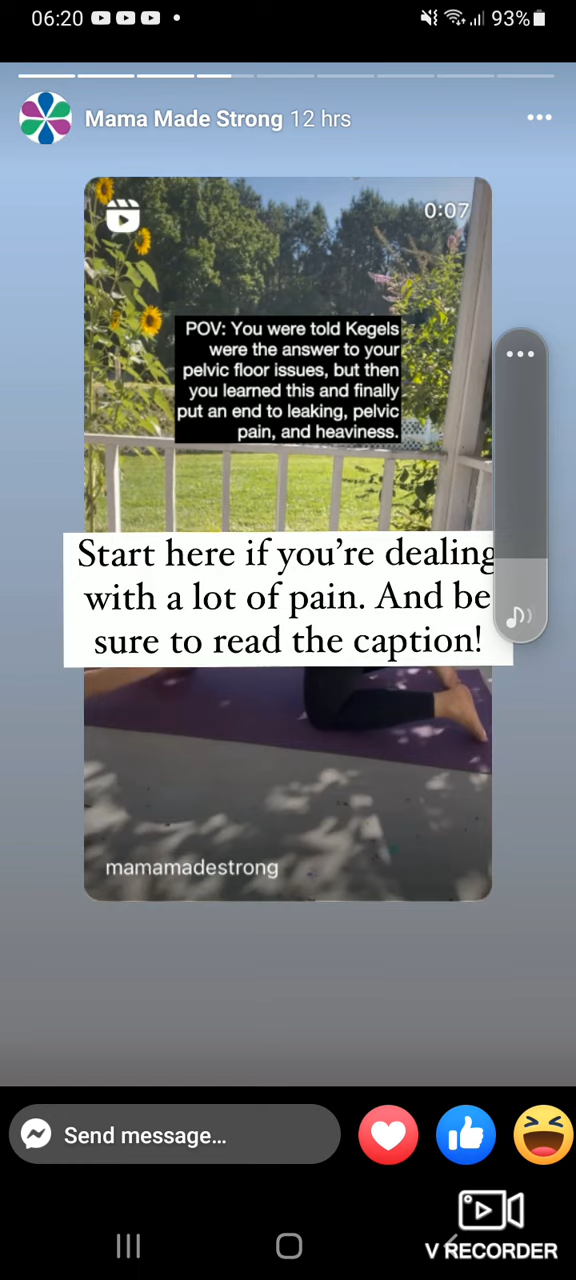 06:20
93%
Mama Made Strong 12 hrs
0:07
POV: You were told Kegels
were the answer to your
pelvic floor issues, but then
you learned this and finally
put an end to leaking, pelvic
pain, and heaviness.
Start here if you're dealing
with a lot of pain. And be
sure to read the caption!
mamamadestrong
Send message...
V RECORDER